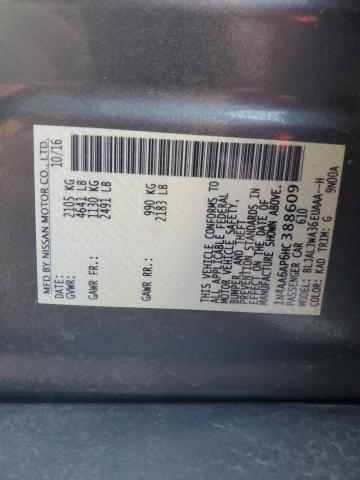 MFD BY NISSAN MOTOR CO., LTD.
DATE: 10/16
GVWR: 2105 KG
4641 LB
GAWR FR: 1130 KG
2491 LB
GAWR RR: 990 KG
2183 LB
THIS VEHICLE CONFORMS TO
ALL APPLICABLE FEDERAL
MOTOR VEHICLE SAFETY,
BUMPER, AND THEFT
PREVENTION STANDARDS
IN EFFECT ON THE DATE OF
MANUFACTURE SHOWN ABOVE.
1N4AA6AP6HC388609
PASSENGER CAR 610
MODEL: BLJALJWA36EUAAA--H
COLOR: KAD TRIM: G 9N00A